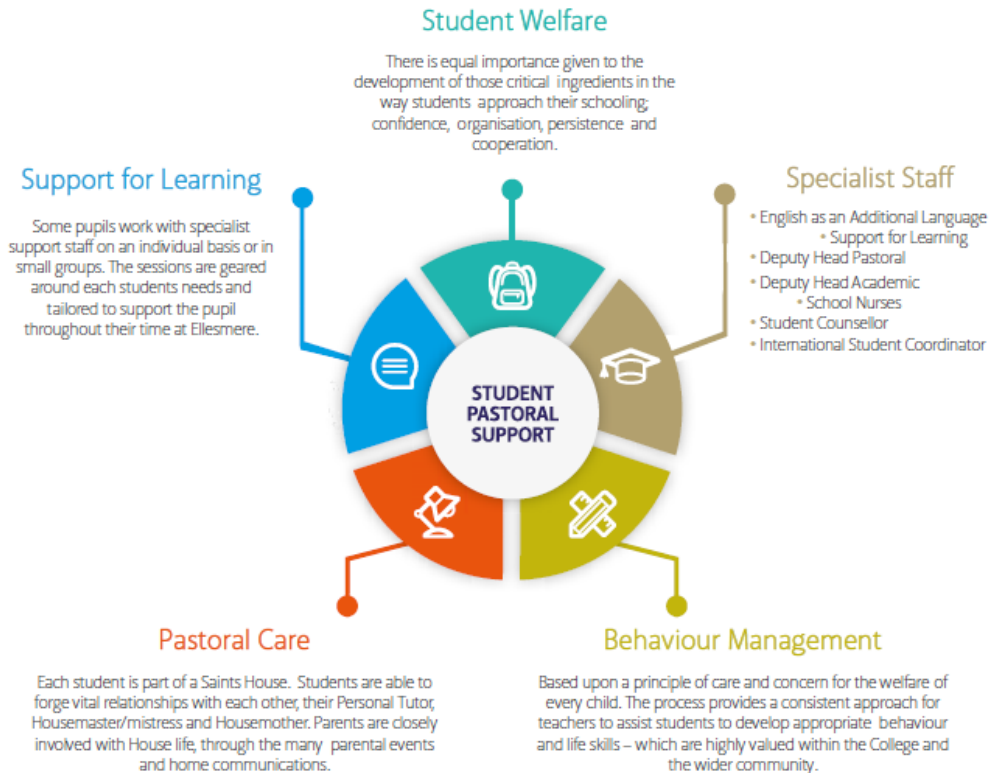 Student Welfare
There is equal importance given to the
development of those critical ingredients in the
way students approach their schooling;
confidence, organisation, persistence and
cooperation.
Support for Learning
Some pupils work with specialist
support staff on an individual basis or in
small groups. The sessions are geared
around each students needs and
tailored to support the pupil
throughout their time at Ellesmere.
Specialist Staff
• English as an Additional Language
• Support for Learning
• Deputy Head Pastoral
• Deputy Head Academic
• School Nurses
• Student Counsellor
• International Student Coordinator
STUDENT
PASTORAL
SUPPORT
Pastoral Care
Each student is part of a Saints House. Students are able to
forge vital relationships with each other, their Personal Tutor,
Housemaster/mistress and Housemother. Parents are closely
involved with House life, through the many parental events
and home communications.
Behaviour Management
Based upon a principle of care and concern for the welfare of
every child. The process provides a consistent approach for
teachers to assist students to develop appropriate behaviour
and life skills – which are highly valued within the College and
the wider community.